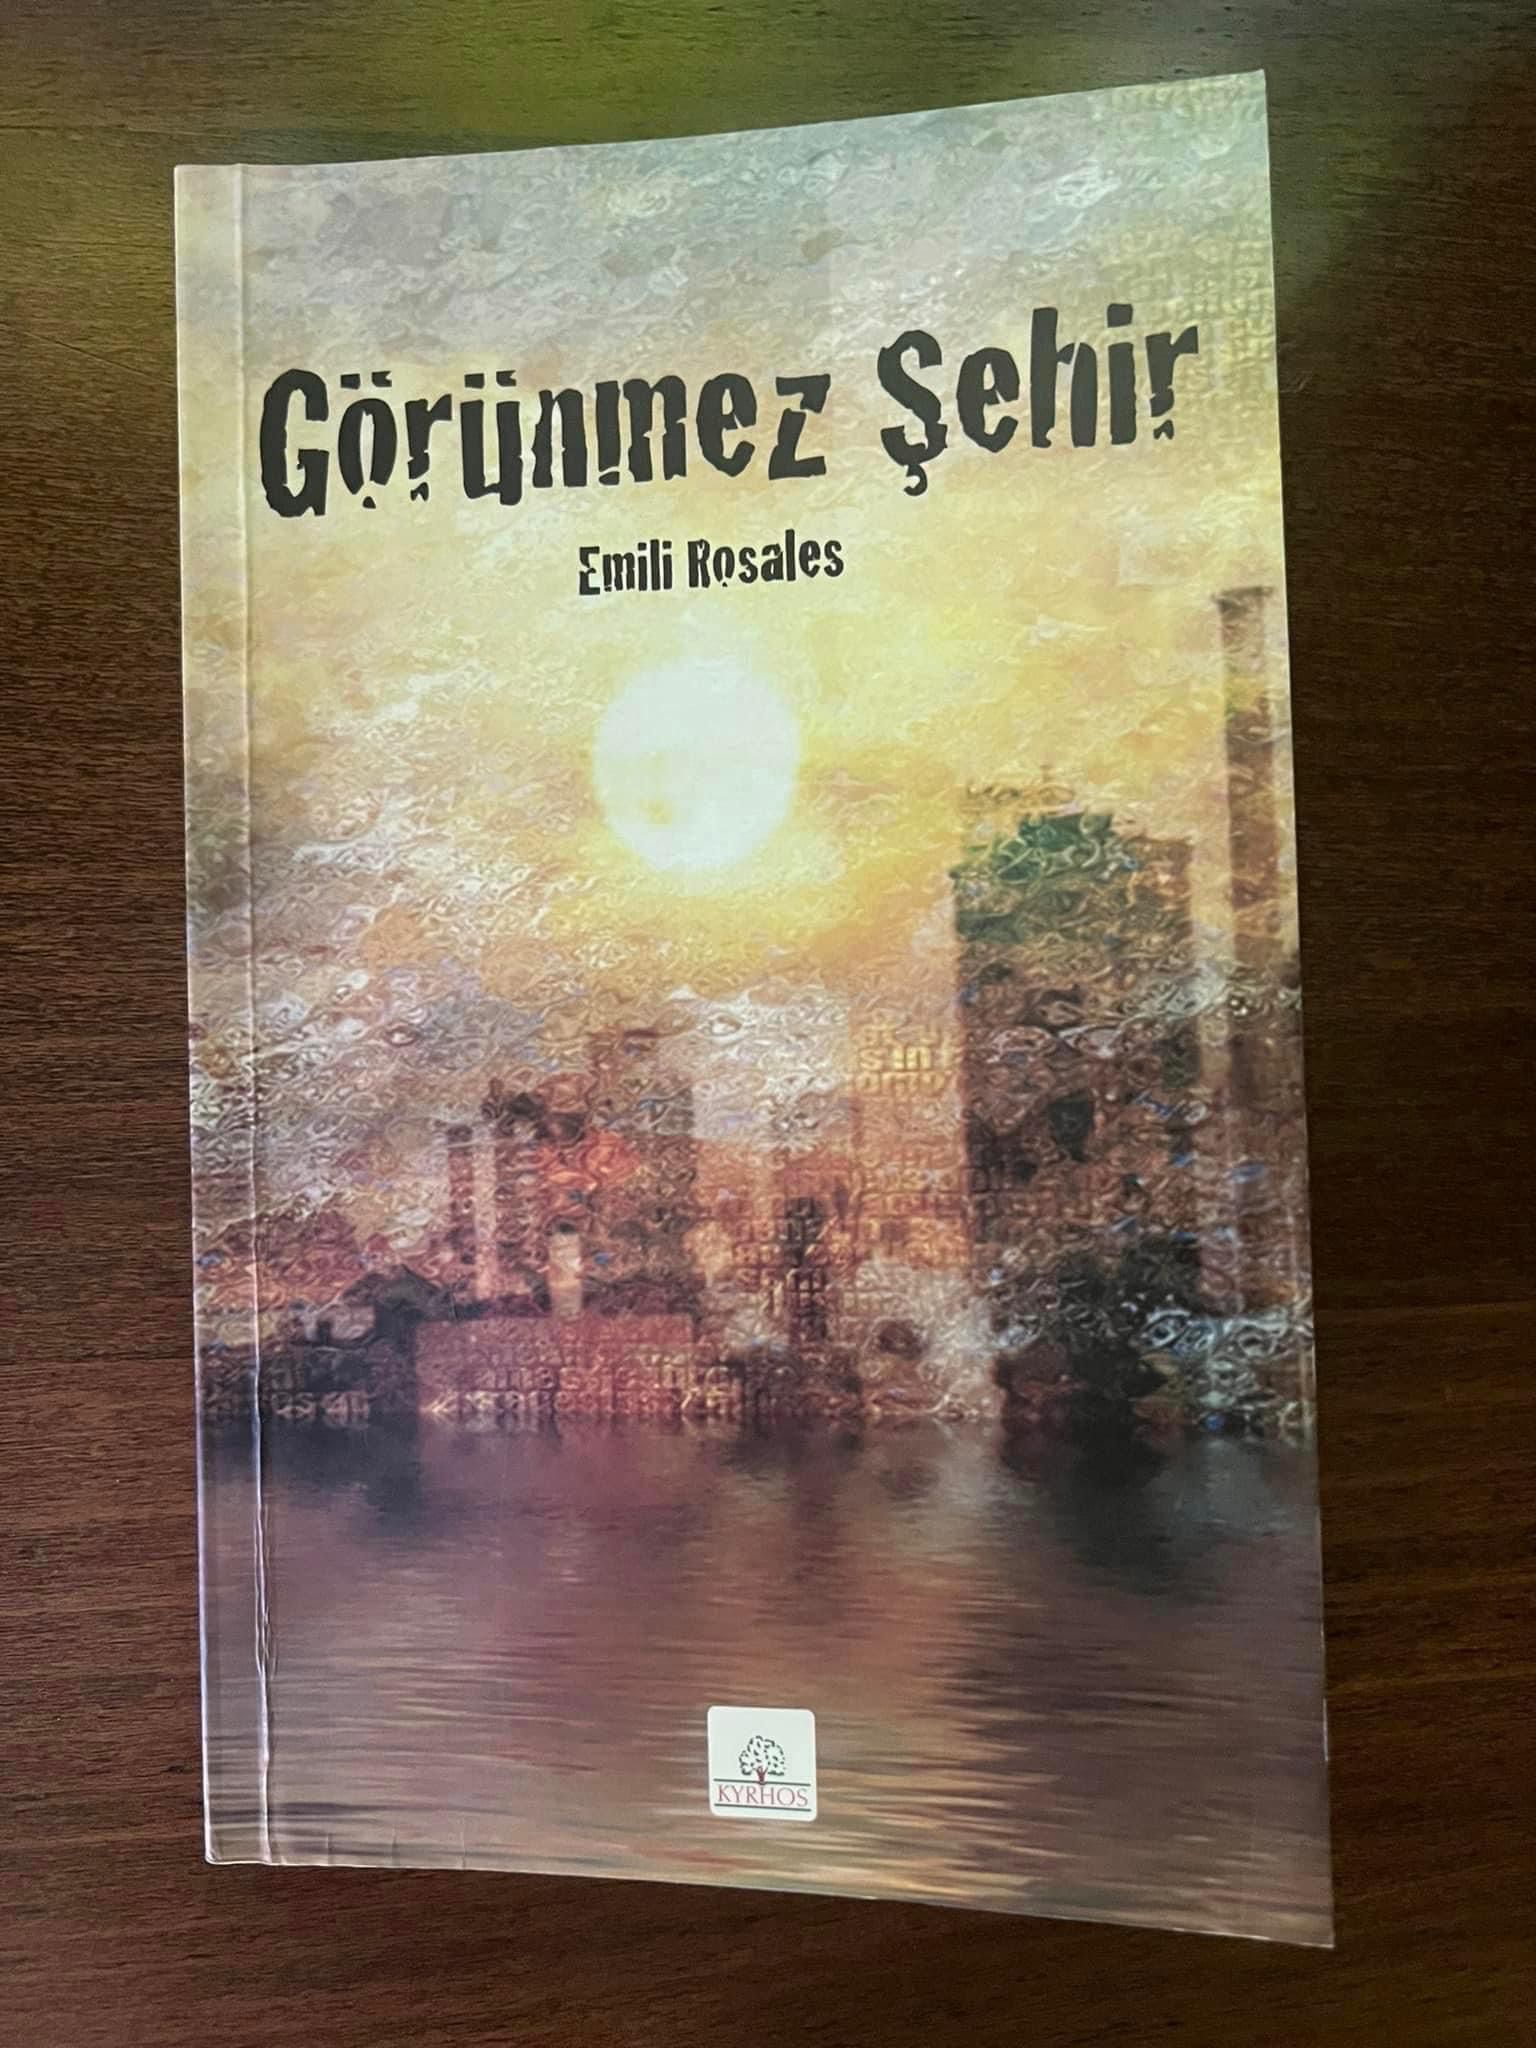 Görünmez Şehir
Emili Rosales
KYRHOS